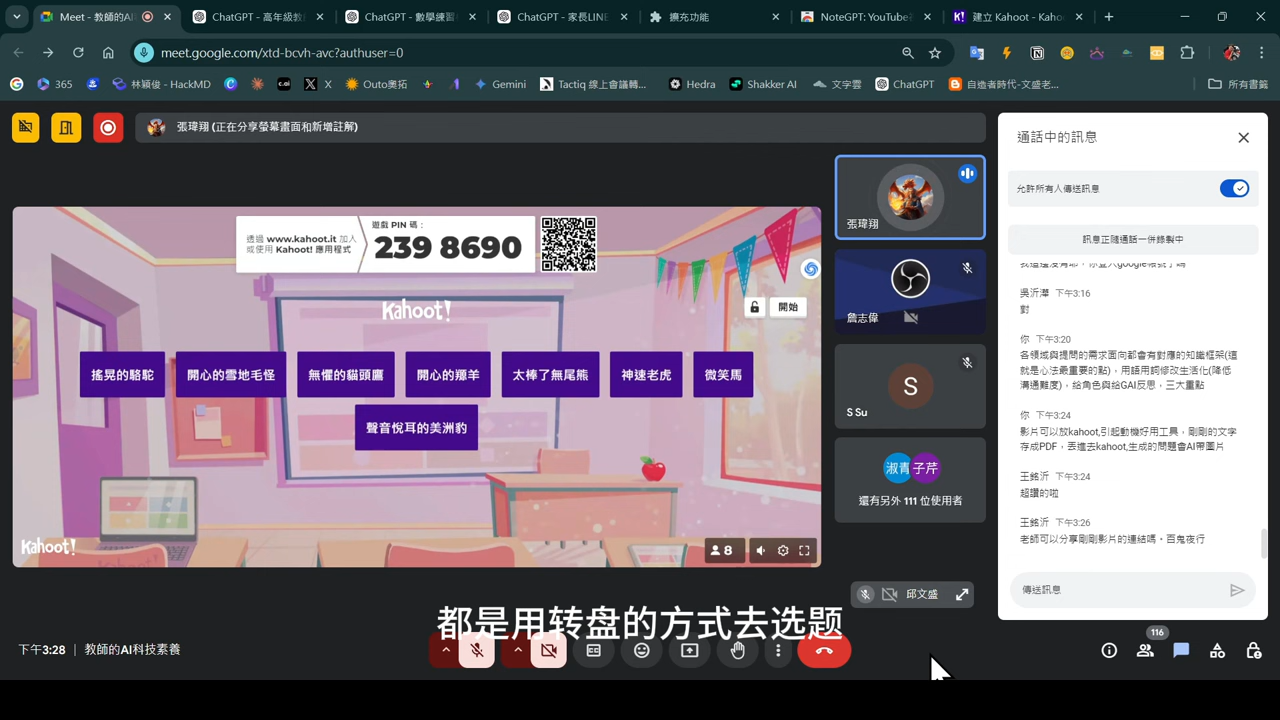 Meet - 教師的AI科
ChatGPT - 高年級教
ChatGPT - 數學練習
ChatGPT - 家長LINE
擴充功能
NoteGPT: YouTube
建立 Kahoot - Kaho
meet.google.com/xtd-bcvh-avc?authuser=0
365
林穎俊 - HackMD
c.ai
X
Outo奧拓
Gemini
Tactiq 線上會議轉...
Hedra
Shakker AI
文字雲
ChatGPT
自造者時代-文盛老...
所有書籤
張瑋翔 (正在分享螢幕畫面和新增註解)
透過 www.kahoot.it 加入
或使用 Kahoot! 應用程式
遊戲 PIN 碼：
239 8690
Kahoot!
開始
搖晃的駱駝
開心的雪地毛怪
無懼的貓頭鷹
開心的羱羊
太棒了無尾熊
神速老虎
微笑馬
聲音悅耳的美洲豹
Kahoot!
8
張瑋翔
詹志偉
S
S Su
淑青
子芹
還有另外 111 位使用者
邱文盛
通話中的訊息
允許所有人傳送訊息
訊息正隨通話一併錄製中
吳沂澤 下午3:16
對
你 下午3:20
各領域與提問的需求面向都會有對應的知識框架(這
就是心法最重要的點)，用語用詞修改生活化(降低
溝通難度)，給角色與給GAI反思，三大重點
你 下午3:24
影片可以放kahoot,引起動機好用工具，剛剛的文字
存成PDF，丟進去kahoot,生成的問題會AI帶圖片
王銘沂 下午3:24
超讚的啦
王銘沂 下午3:26
老師可以分享剛剛影片的連結嗎。百鬼夜行
傳送訊息
都是用转盘的方式去选题
下午3:28
教師的AI科技素養
116